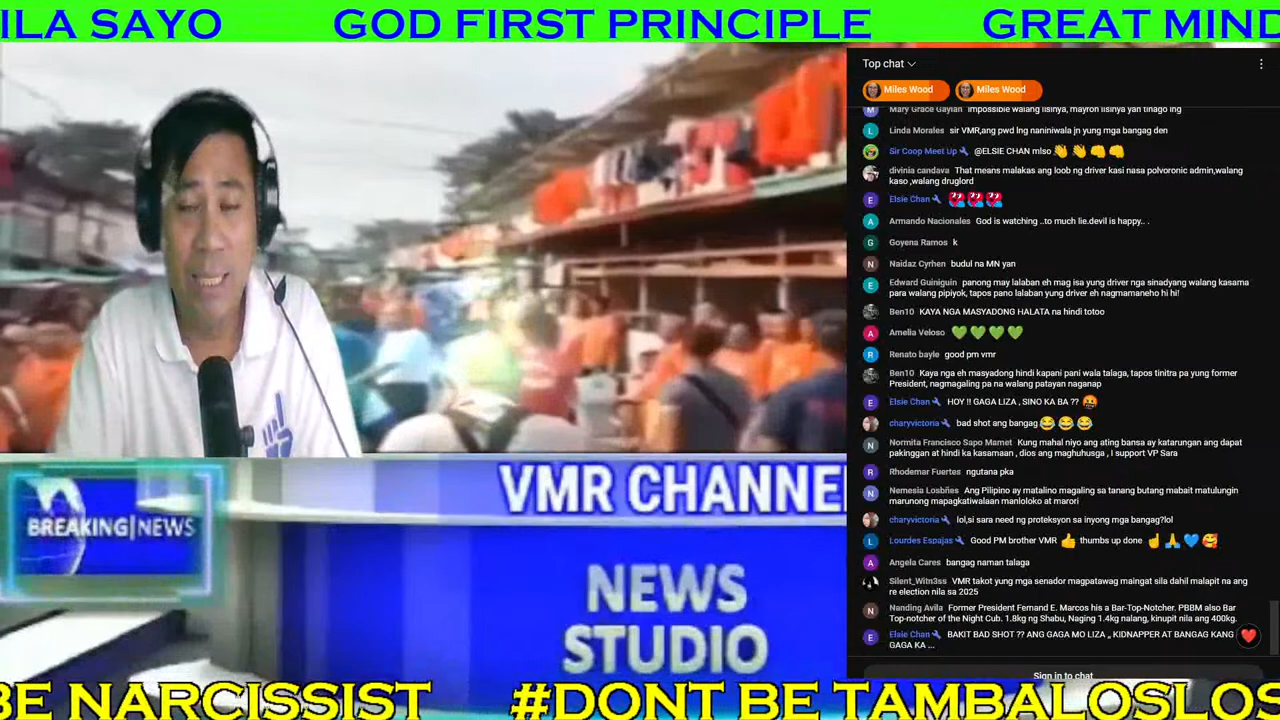 ILA SAYO GOD FIRST PRINCIPLE GREAT MIND
Top chat
Miles Wood Miles Wood
Mary Grace Gaylan impossible walang lisinya, mayron lisinya yan tinago lng
Linda Morales sir VMR,ang pwd lng naniniwala jn yung mga bangag den
Sir Coop Meet Up @ELSIE CHAN mlso 👋 👋 👊 👊
divinia candava That means malakas ang loob ng driver kasi nasa polvoronic admin,walang
kaso ,walang druglord
Elsie Chan
Armando Nacionales God is watching ..to much lie.devil is happy.. .
Goyena Ramos k
Naidaz Cyrhen budul na MN yan
Edward Guiniguin panong may lalaban eh mag isa yung driver nga sinadyang walang kasama
para walang pipiyok, tapos pano lalaban yung driver eh nagmamaneho hi hi!
Ben10 KAYA NGA MASYADONG HALATA na hindi totoo
Amelia Veloso 💚 💚 💚 💚
Renato bayle good pm vmr
Ben10 Kaya nga eh masyadong hindi kapani pani wala talaga, tapos tinitra pa yung former
President, nagmagaling pa na walang patayan naganap
Elsie Chan HOY !! GAGA LIZA , SINO KA BA ?? 🤬
charyvictoria bad shot ang bangag 😂 😂 😂
Normita Francisco Sapo Mamet Kung mahal niyo ang ating bansa ay katarungan ang dapat
pakinggan at hindi ka kasamaan , dios ang maghuhusga , I support VP Sara
Rhodemar Fuertes ngutana pka
Nemesia Losbñes Ang Pilipino ay matalino magaling sa tanang butang mabait matulungin
marunong mapagkatiwalaan manloloko at marori
charyvictoria lol,si sara need ng proteksyon sa inyong mga bangag?lol
Lourdes Espajas Good PM brother VMR 👍 thumbs up done ☝ 🙏 💙 🥰
Angela Cares bangag naman talaga
Silent_Witn3ss VMR takot yung mga senador magpatawag maingat sila dahil malapit na ang
re election nila sa 2025
Nanding Avila Former President Fernand E. Marcos his a Bar-Top-Notcher. PBBM also Bar
Top-notcher of the Night Cub. 1.8kg ng Shabu, Naging 1.4kg nalang, kinupit nila ang 400kg.
Elsie Chan BAKIT BAD SHOT ?? ANG GAGA MO LIZA ,, KIDNAPPER AT BANGAG KANG
GAGA KA ...
Sign in to chat
VMR CHANNE
BREAKING|NEWS
NEWS
STUDIO
BE NARCISSIST #DONT BE TAMBALOSLOS